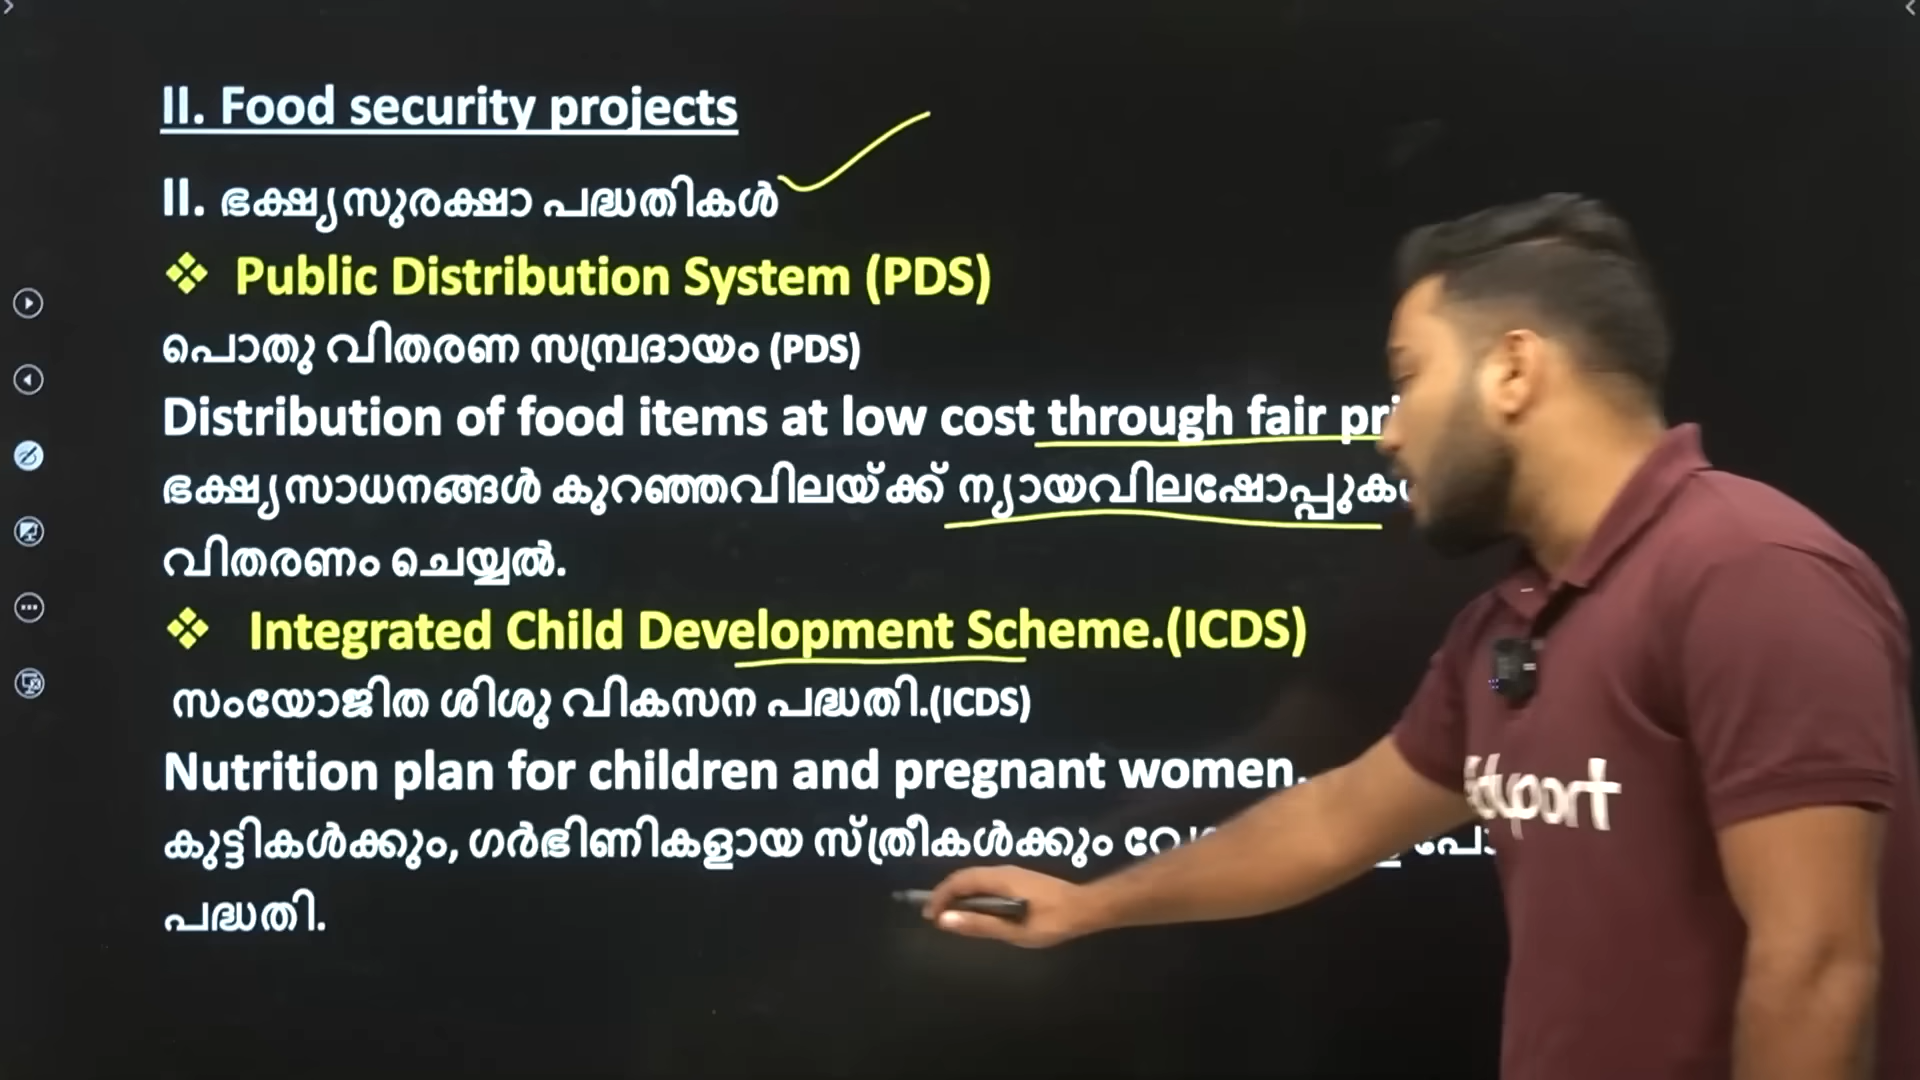 II. Food security projects
II. ഭക്ഷ്യസുരക്ഷാ പദ്ധതികൾ
❖ Public Distribution System (PDS)
പൊതു വിതരണ സമ്പ്രദായം (PDS)
Distribution of food items at low cost through fair
ഭക്ഷ്യസാധനങ്ങൾ കുറഞ്ഞവിലയ്ക്ക്
വിതരണം ചെയ്യൽ.
❖ Integrated Child Development Scheme.(ICDS)
സംയോജിത ശിശു വികസന പദ്ധതി.(ICDS)
Nutrition plan for children and pregnant women.
കുട്ടികൾക്കും, ഗർഭിണികളായ സ്ത്രീകൾക്കും
പദ്ധതി.